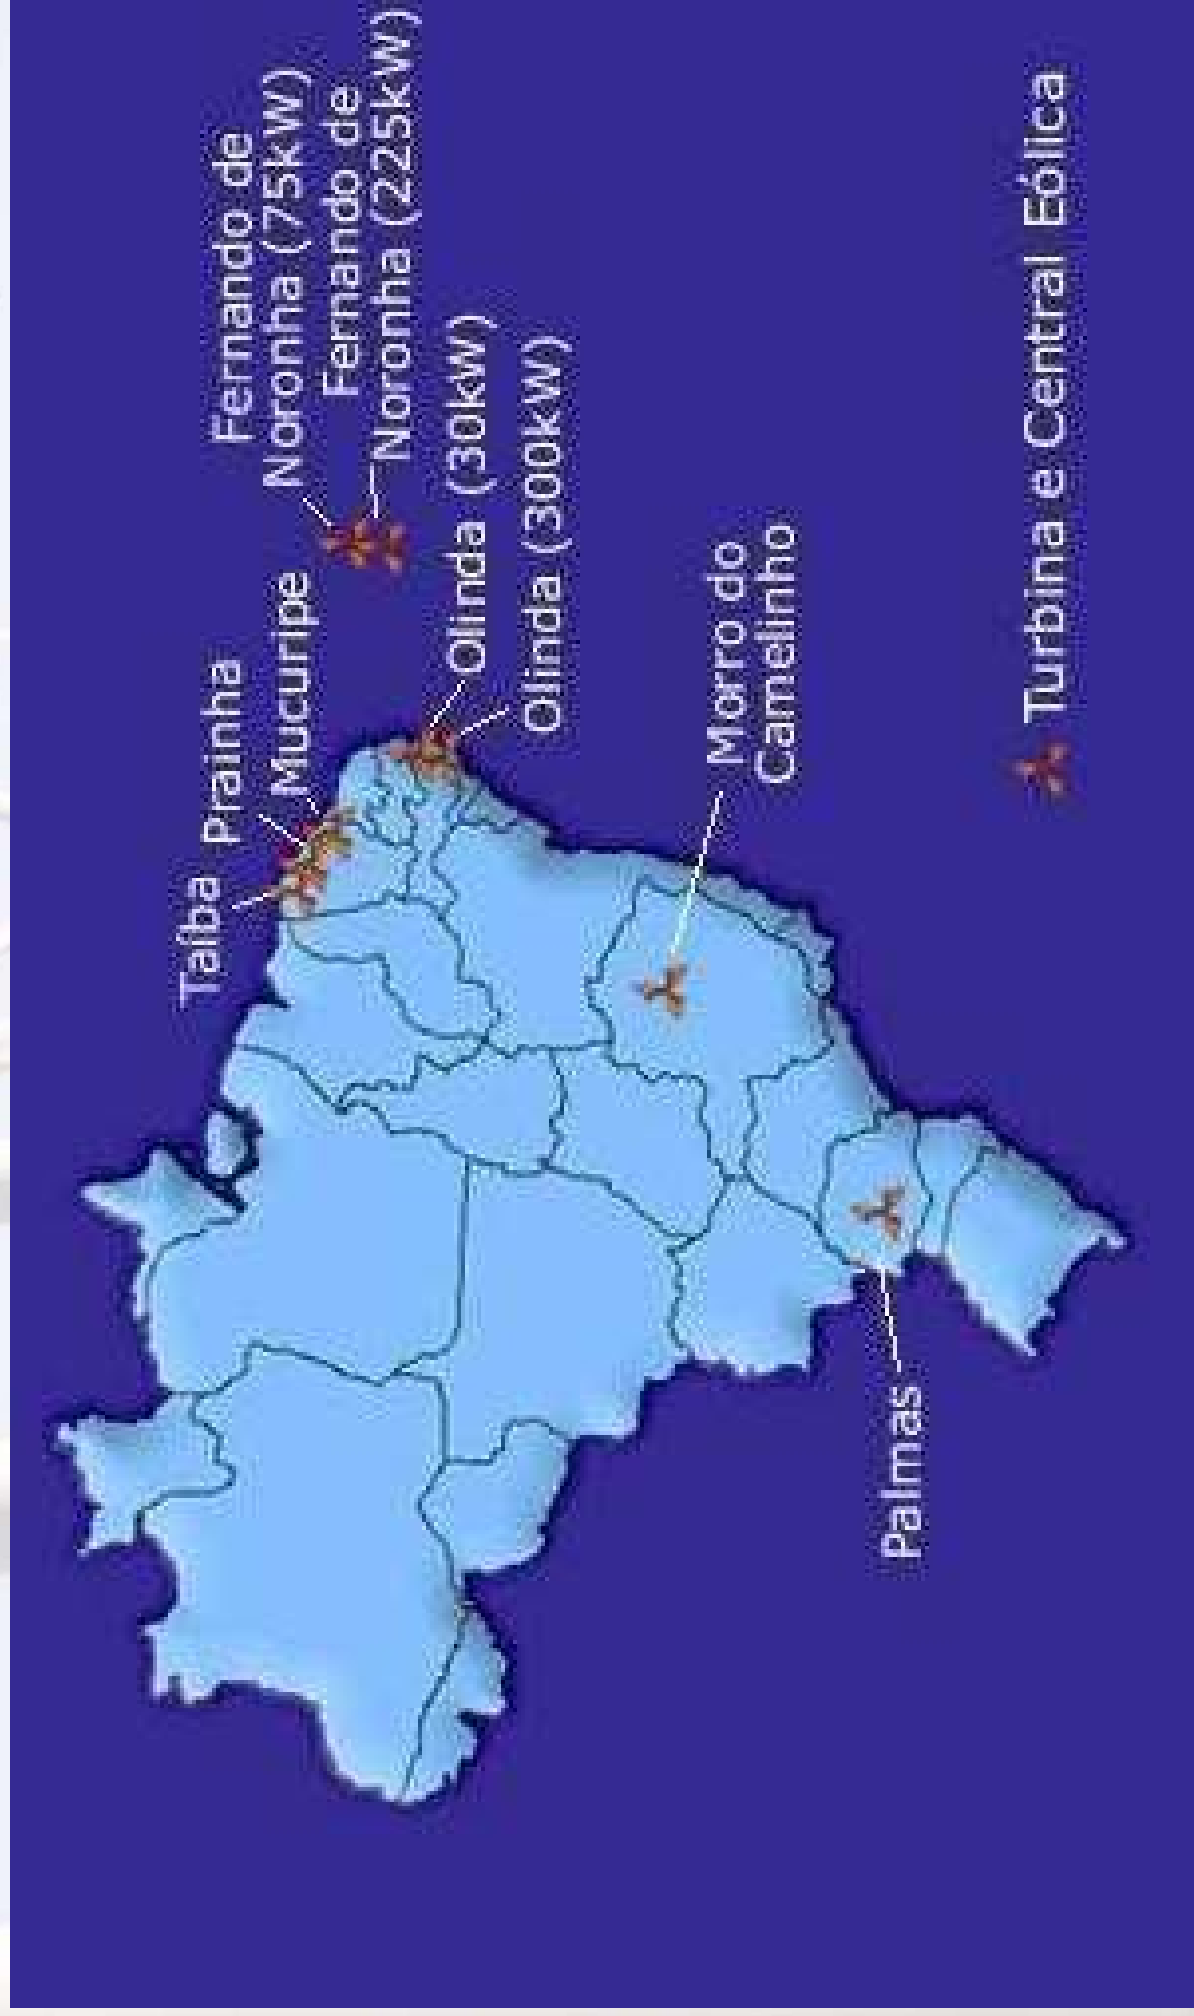 Taíba
Prainha
Mucuripe
Fernando de
Noronha (75kW)
Fernando de
Noronha (225kW)
Olinda (30kW)
Olinda (300kW)
Morro do
Camelinho
Palmas
Turbina e Central Eólica